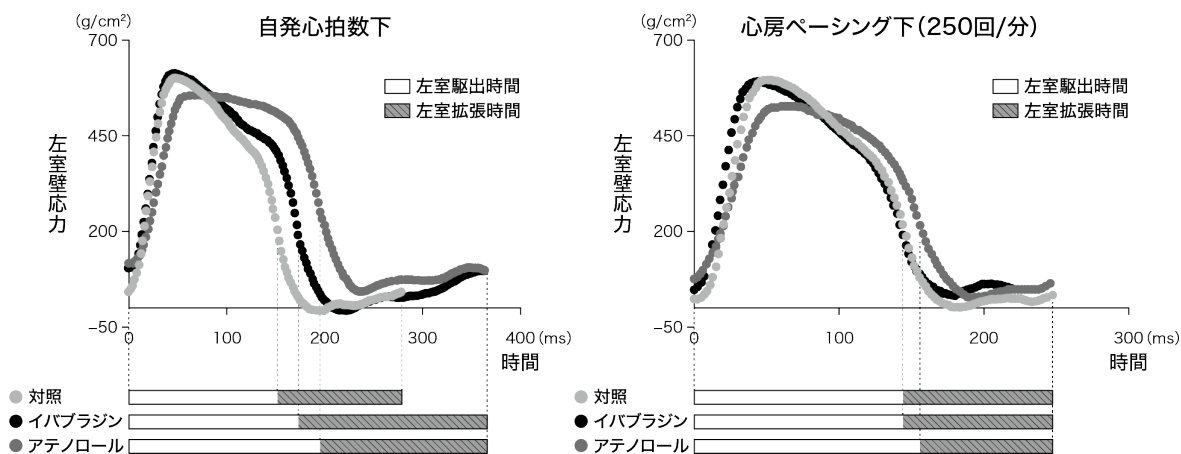 自発心拍数下
(g/cm²)
700
450
200
−50
左室壁応力
左室駆出時間
左室拡張時間
0
100
200
300
400 (ms)
時間
対照
イバブラジン
アテノロール
心房ペーシング下(250回/分)
(g/cm²)
700
450
200
−50
左室壁応力
左室駆出時間
左室拡張時間
0
100
200
300 (ms)
時間
対照
イバブラジン
アテノロール